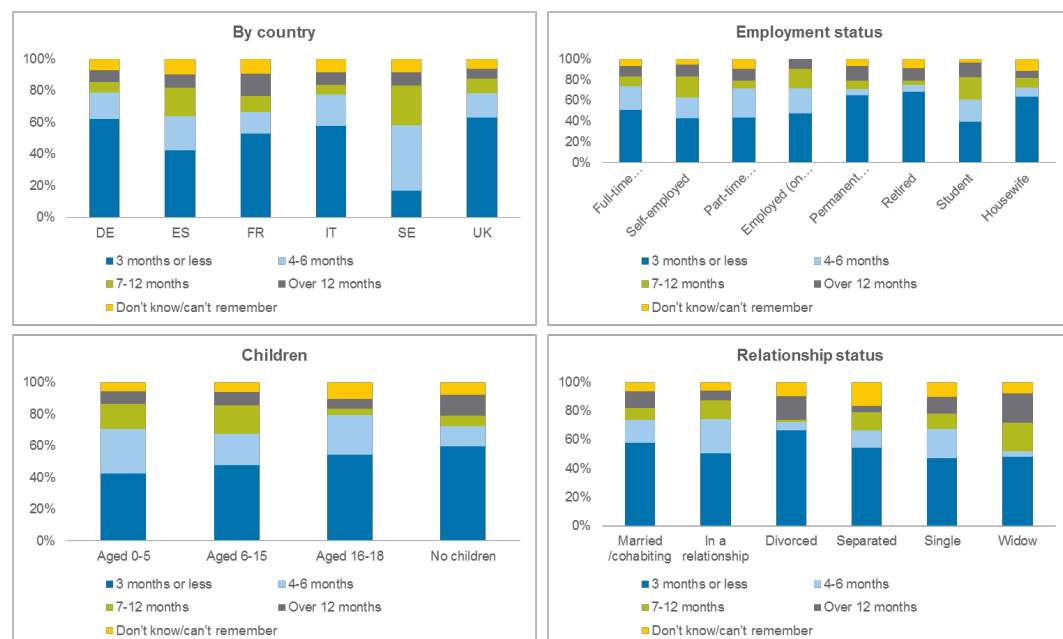 By country
100%
80%
60%
40%
20%
0%
DE ES FR IT SE UK
3 months or less 4-6 months
7-12 months Over 12 months
Don't know/can't remember
Employment status
100%
80%
60%
40%
20%
0%
Full-time… Self-employed Part-time… Employed (on… Permanent… Retired Student Housewife
3 months or less 4-6 months
7-12 months Over 12 months
Don't know/can't remember
Children
100%
80%
60%
40%
20%
0%
Aged 0-5 Aged 6-15 Aged 16-18 No children
3 months or less 4-6 months
7-12 months Over 12 months
Don't know/can't remember
Relationship status
100%
80%
60%
40%
20%
0%
Married In a Divorced Separated Single Widow
/cohabiting relationship
3 months or less 4-6 months
7-12 months Over 12 months
Don't know/can't remember